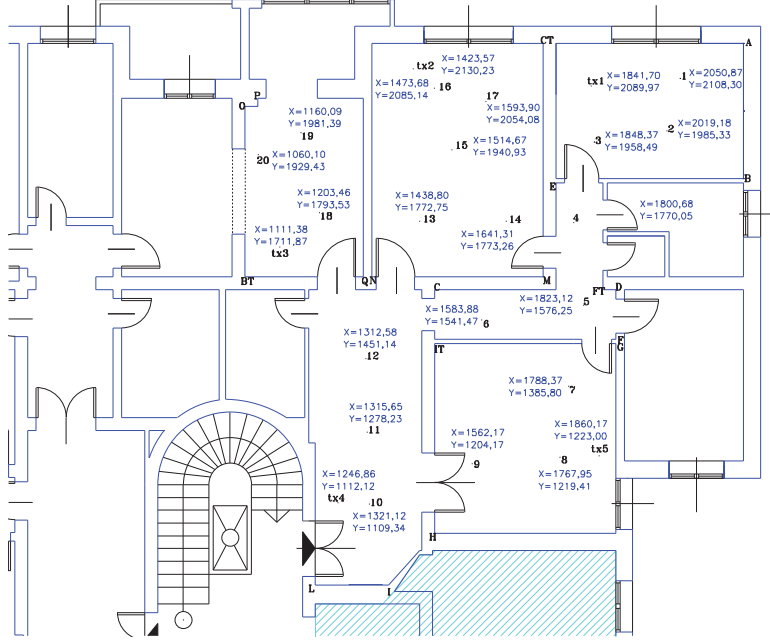 CT
A
X=1423,57
tx2
Y=2130,23
X=1473,68
16
Y=2085,14
17
X=1593,90
Y=2054,08
tx1
X=1841,70
Y=2089,97
1
X=2050,87
Y=2108,30
P
O
X=1160,09
Y=1981,39
19
2
X=2019,18
Y=1985,33
3
X=1848,37
Y=1958,49
15
X=1514,67
Y=1940,93
20
X=1060,10
Y=1929,43
E
B
X=1203,46
Y=1793,53
18
X=1438,80
Y=1772,75
13
14
X=1641,31
Y=1773,26
4
X=1800,68
Y=1770,05
X=1111,38
Y=1711,87
tx3
BT
Q
N
C
M
FT
D
X=1583,88
Y=1541,47
6
X=1823,12
Y=1576,25
5
X=1312,58
Y=1451,14
12
IT
F
G
X=1788,37
Y=1385,80
7
X=1315,65
Y=1278,23
11
X=1562,17
Y=1204,17
9
X=1860,17
Y=1223,00
tx5
8
X=1767,95
Y=1219,41
X=1246,86
Y=1112,12
tx4
10
X=1321,12
Y=1109,34
H
L
I